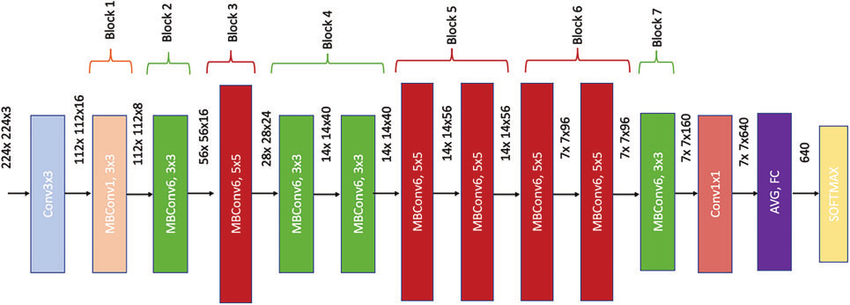 Block 1
Block 2
Block 3
Block 4
Block 5
Block 6
Block 7
224x 224x3
Conv3x3
112x 112x16
MBConv1, 3x3
112x 112x8
MBConv6, 3x3
56x 56x16
MBConv6, 5x5
28x 28x24
MBConv6, 3x3
14x 14x40
MBConv6, 3x3
14x 14x40
MBConv6, 5x5
14x 14x56
MBConv6, 5x5
14x 14x56
MBConv6, 5x5
7x 7x96
MBConv6, 5x5
7x 7x96
MBConv6, 3x3
7x 7x160
Conv1x1
7x 7x640
AVG, FC
640
SOFTMAX